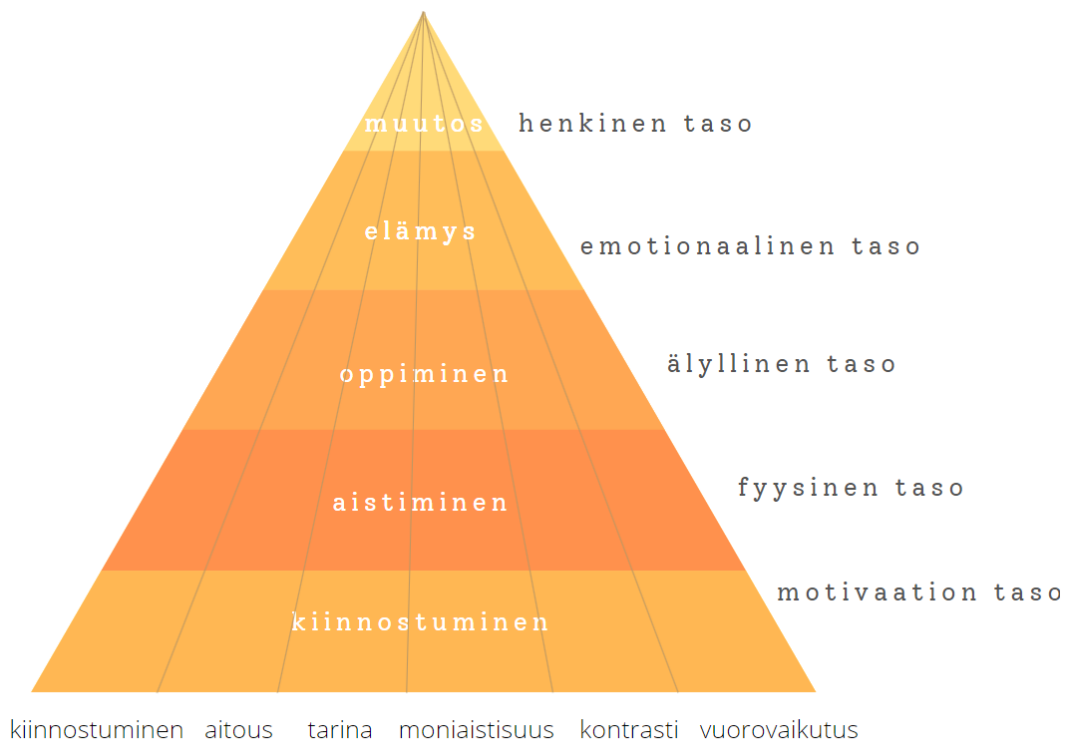 muutos henkinen taso
elämys emotionaalinen taso
oppiminen älyllinen taso
aistiminen fyysinen taso
kiinnostuminen motivaation taso
kiinnostuminen aitous tarina moniaistisuus kontrasti vuorovaikutus